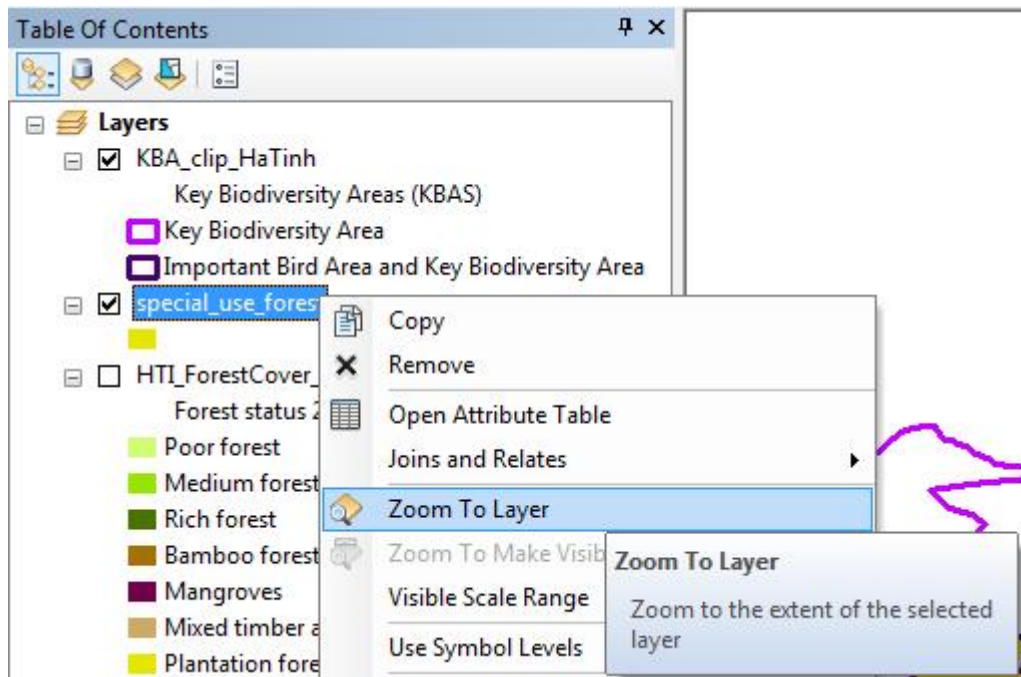 Table Of Contents
Layers
KBA_clip_HaTinh
Key Biodiversity Areas (KBAS)
Key Biodiversity Area
Important Bird Area and Key Biodiversity Area
special_use_fores
Copy
Remove
HTI_ForestCover_
Open Attribute Table
Forest status
Joins and Relates
Poor forest
Medium forest
Zoom To Layer
Rich forest
Zoom To Make Visib
Bamboo forest
Zoom To Layer
Mangroves
Visible Scale Range
Zoom to the extent of the selected
layer
Mixed timber a
Use Symbol Levels
Plantation fore